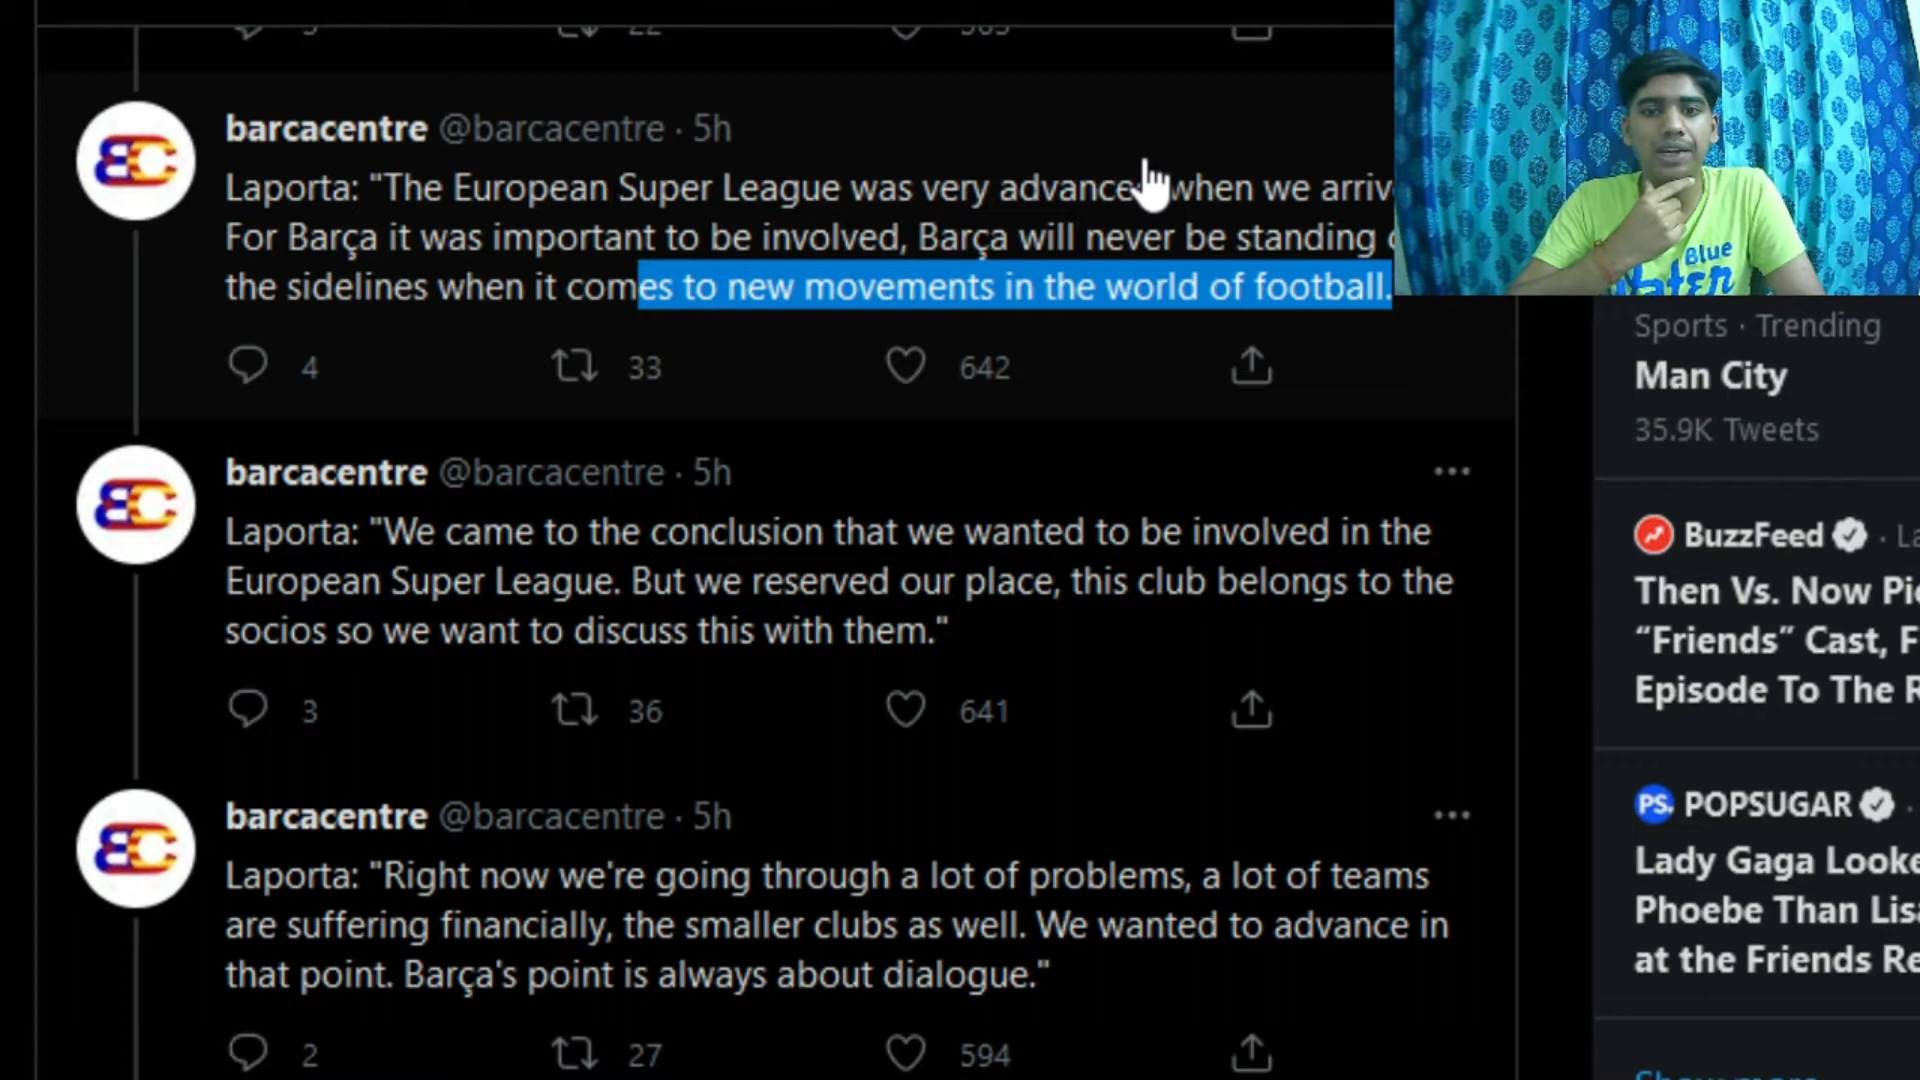 22
barcacentre @barcacentre · 5h
Laporta: "The European Super League was very advance when we arriv
For Barça it was important to be involved, Barça will never be standing
the sidelines when it comes to new movements in the world of football.
4 33 642
barcacentre @barcacentre · 5h
Laporta: "We came to the conclusion that we wanted to be involved in the
European Super League. But we reserved our place, this club belongs to the
socios so we want to discuss this with them."
3 36 641
barcacentre @barcacentre · 5h
Laporta: "Right now we're going through a lot of problems, a lot of teams
are suffering financially, the smaller clubs as well. We wanted to advance in
that point. Barça's point is always about dialogue."
2 27 594
Blue
Water
Sports · Trending
Man City
35.9K Tweets
BuzzFeed · La
Then Vs. Now Pi
"Friends" Cast, F
Episode To The R
PS. POPSUGAR ·
Lady Gaga Looke
Phoebe Than Lis
at the Friends Re
Show more